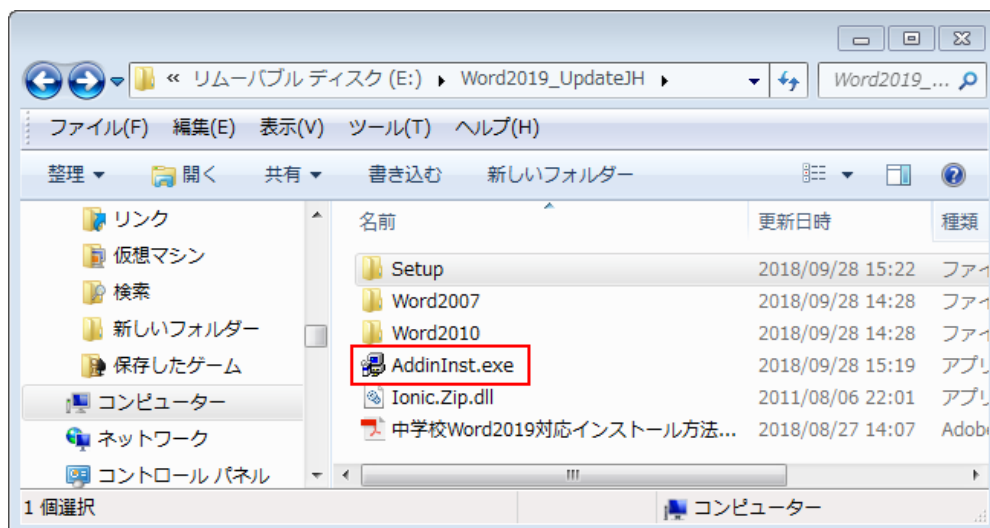 « リムーバブル ディスク (E:) ▸ Word2019_UpdateJH ▸ Word2019_...
ファイル(F) 編集(E) 表示(V) ツール(T) ヘルプ(H)
整理 ▼ 開く 共有 ▼ 書き込む 新しいフォルダー
リンク
仮想マシン
検索
新しいフォルダー
保存したゲーム
コンピューター
ネットワーク
コントロール パネル
名前 更新日時 種類
Setup 2018/09/28 15:22 ファイ
Word2007 2018/09/28 14:28 ファイ
Word2010 2018/09/28 14:28 ファイ
AddinInst.exe 2018/09/28 15:19 アプリ
Ionic.Zip.dll 2011/08/06 22:01 アプリ
中学校Word2019対応インストール方法... 2018/08/27 14:07 Adob
1 個選択 コンピューター